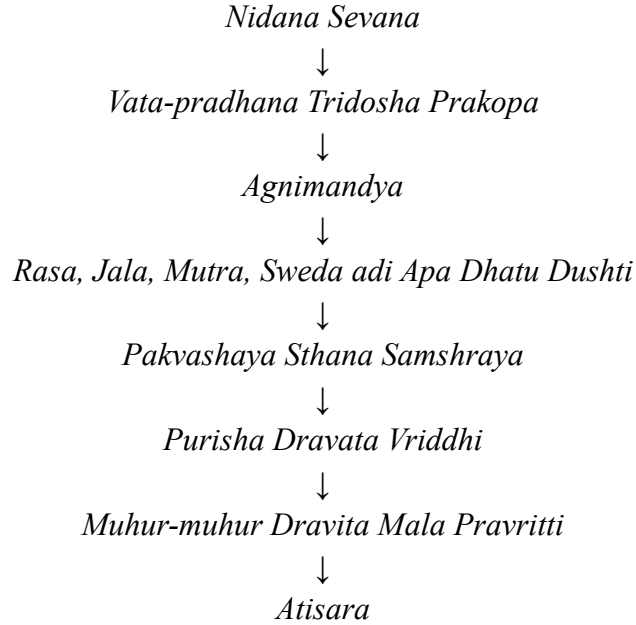 Nidana Sevana
↓
Vata-pradhana Tridosha Prakopa
↓
Agnimandya
↓
Rasa, Jala, Mutra, Sweda adi Apa Dhatu Dushti
↓
Pakvashaya Sthana Samshraya
↓
Purisha Dravata Vriddhi
↓
Muhur-muhur Dravita Mala Pravritti
↓
Atisara